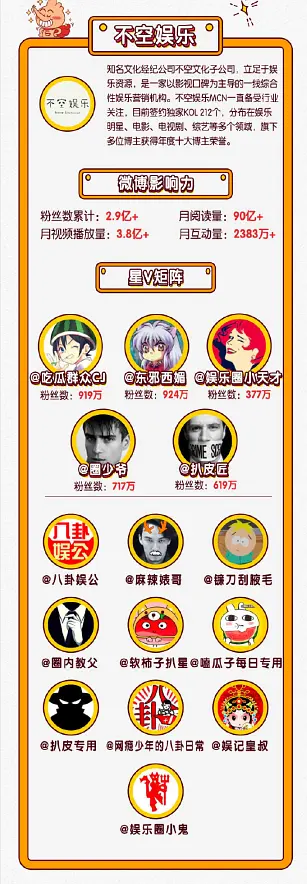 不空娱乐
不空娱乐
知名文化经纪公司不空文化子公司，立足于娱
乐资源，是一家以影视口碑为主导的一线综合
性娱乐营销机构。不空娱乐MCN一直备受行业
关注，目前签约独家KOL 212个，分布在娱乐
明星、电影、电视剧、综艺等多个领域，旗下
多位博主获得年度十大博主荣誉。
微博影响力
粉丝数累计：2.9亿+ 月阅读量：90亿+
月视频播放量：3.8亿+ 月互动量：2383万+
星V矩阵
@吃瓜群众CJ @东邪西媚 @娱乐圈小天才
粉丝数：919万 粉丝数：924万 粉丝数：377万
SOME
@圈少爷 @扒皮匠
粉丝数：717万 粉丝数：619万
八卦
娱公
@八卦娱公 @麻辣婊哥 @镰刀刮腋毛
@圈内教父 @软柿子扒星 @嗑瓜子每日专用
八卦
@扒皮专用 @网瘾少年的八卦日常 @娱记皇叔
@娱乐圈小鬼